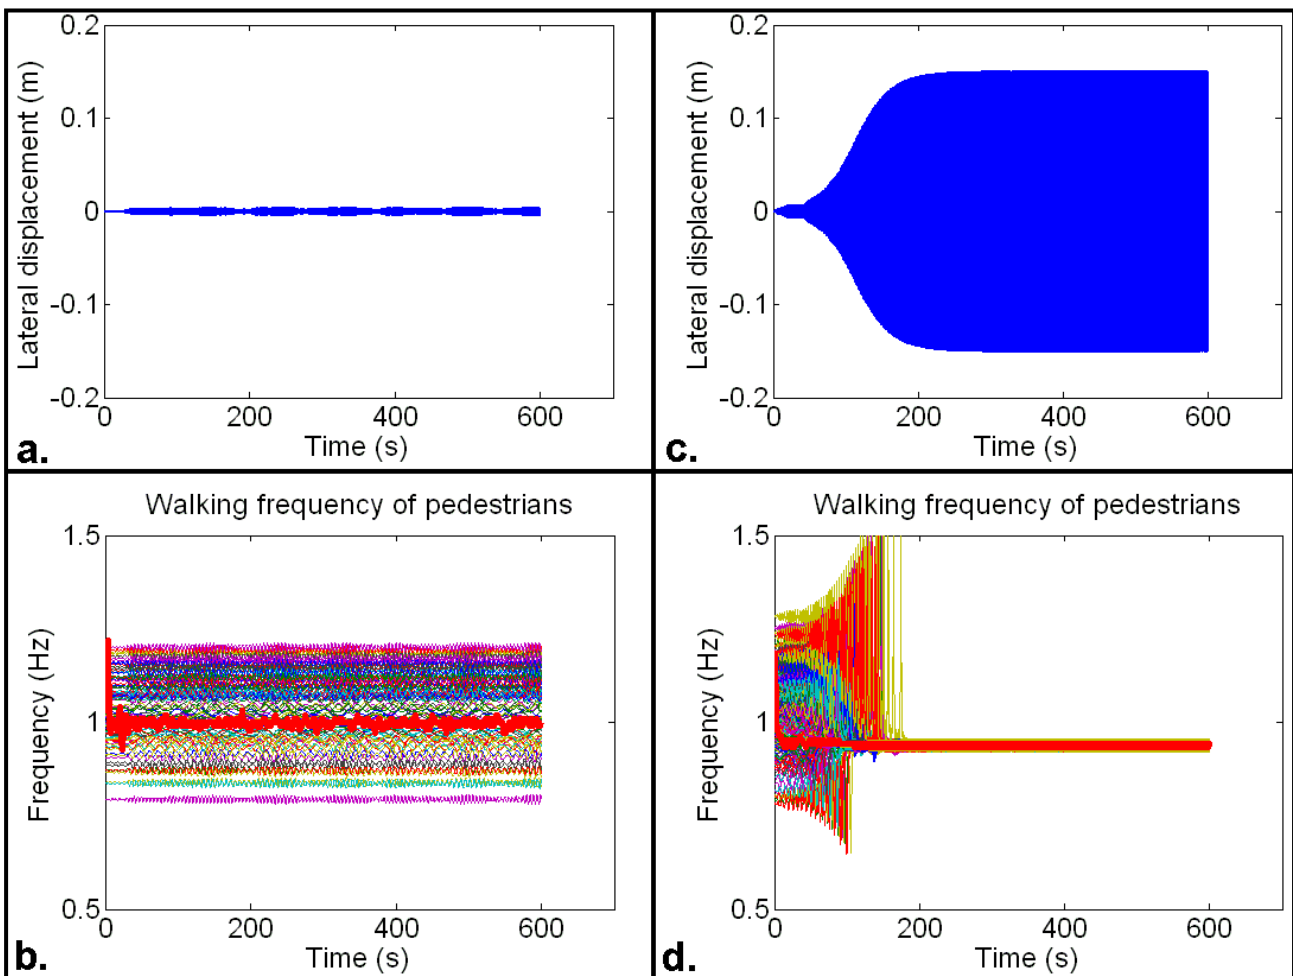 0.2
0.1
0
-0.1
-0.2
Lateral displacement (m)
0 200 400 600
Time (s)
a.
0.2
0.1
0
-0.1
-0.2
Lateral displacement (m)
0 200 400 600
Time (s)
c.
Walking frequency of pedestrians
1.5
1
0.5
Frequency (Hz)
0 200 400 600
Time (s)
b.
Walking frequency of pedestrians
1.5
1
0.5
Frequency (Hz)
0 200 400 600
Time (s)
d.